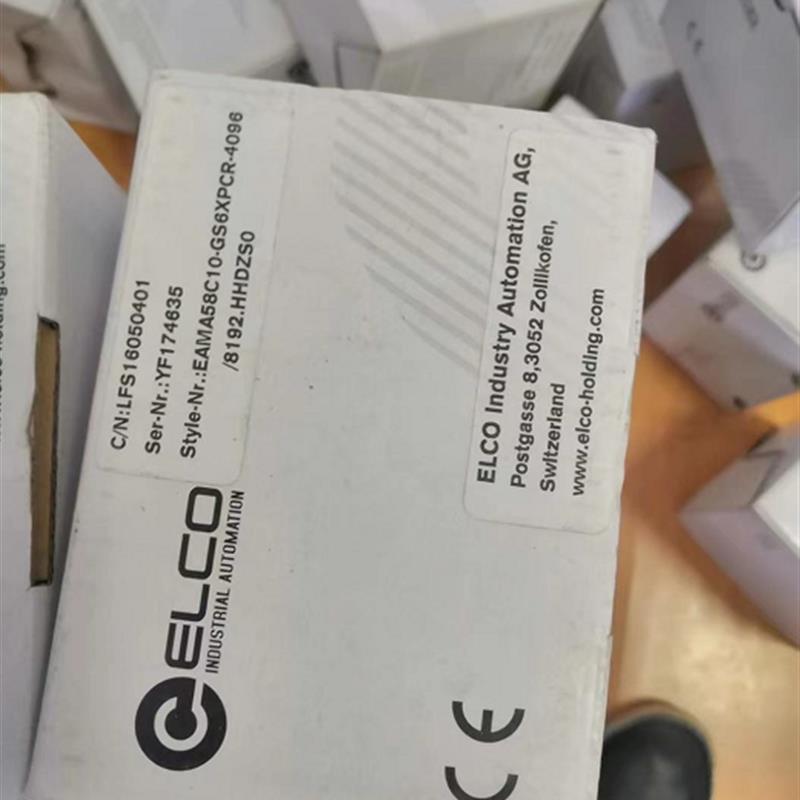 C/N:LFS16050401
Ser-Nr.:YF174635
Style-Nr.:EAMA58C10-GS6XPCR-4096
/8192.HHDZS0
ELCO Industry Automation AG,
Postgasse 8,3052 Zollikofen,
Switzerland
www.elco-holding.com
ELCO
INDUSTRIAL AUTOMATION
CE